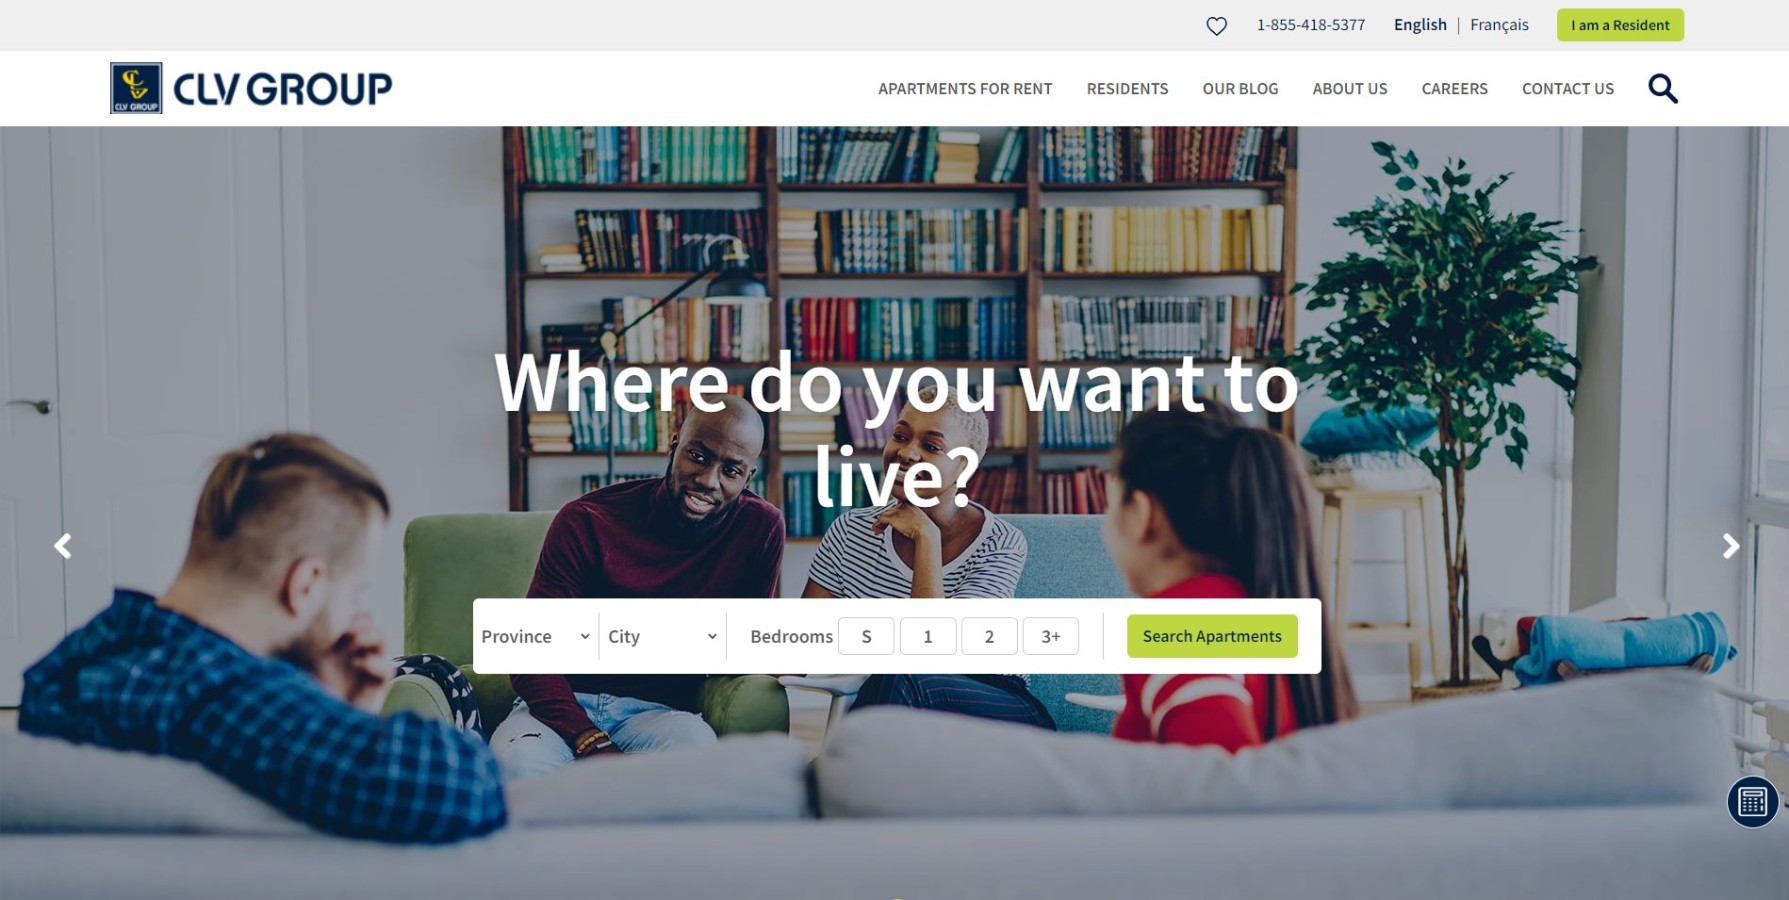 1-855-418-5377 English | Français I am a Resident
CLV GROUP CLV GROUP
APARTMENTS FOR RENT RESIDENTS OUR BLOG ABOUT US CAREERS CONTACT US
Where do you want to
live?
Province City Bedrooms S 1 2 3+ Search Apartments